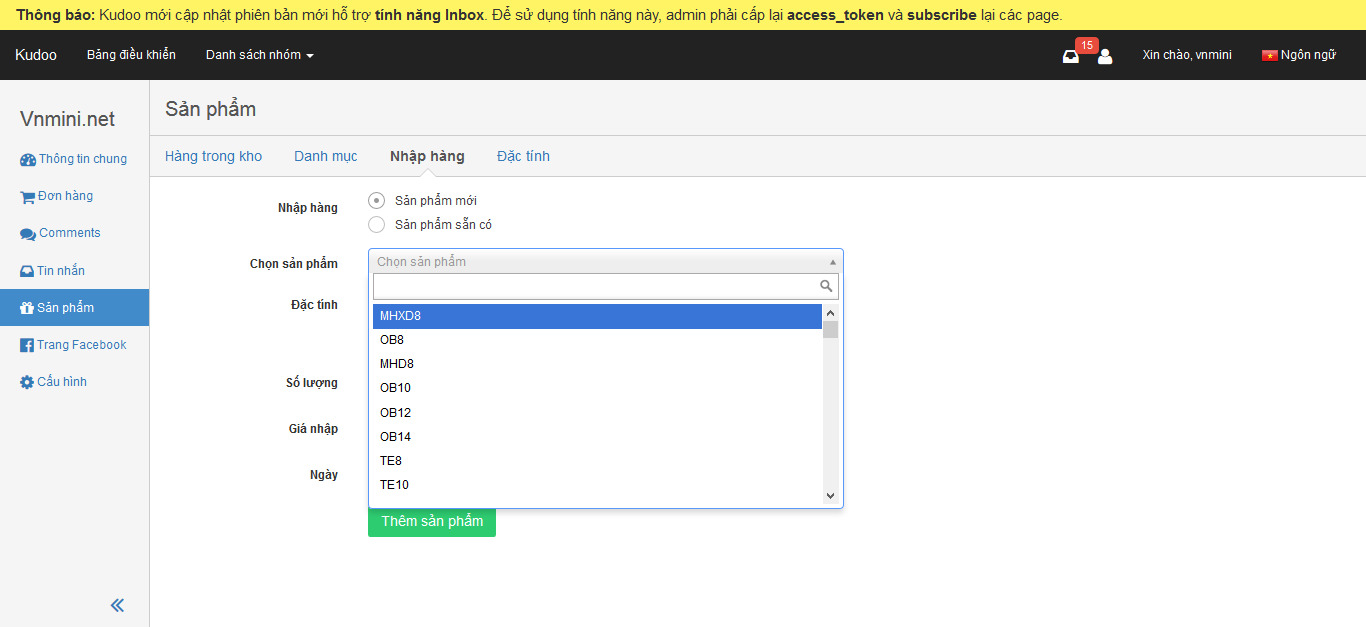 Thông báo: Kudoo mới cập nhật phiên bản mới hỗ trợ tính năng Inbox. Để sử dụng tính năng này, admin phải cấp lại access_token và subscribe lại các page.
Kudoo Bảng điều khiển Danh sách nhóm 15 Xin chào, vnmini Ngôn ngữ
Vnmini.net
Thông tin chung
Đơn hàng
Comments
Tin nhắn
Sản phẩm
Trang Facebook
Cấu hình
Sản phẩm
Hàng trong kho Danh mục Nhập hàng Đặc tính
Nhập hàng
Sản phẩm mới
Sản phẩm sẵn có
Chọn sản phẩm
Chọn sản phẩm
MHXD8
OB8
MHD8
OB10
OB12
OB14
TE8
TE10
Đặc tính
Số lượng
Giá nhập
Ngày
Thêm sản phẩm